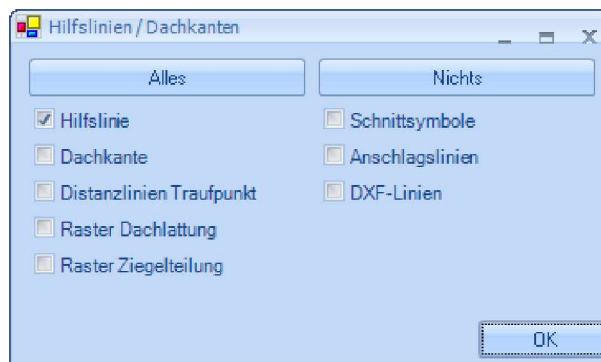 Hilfslinien / Dachkanten
Alles
Nichts
Hilfslinie
Dachkante
Distanzlinien Traufpunkt
Raster Dachlattung
Raster Ziegelteilung
Schnittsymbole
Anschlagslinien
DXF-Linien
OK